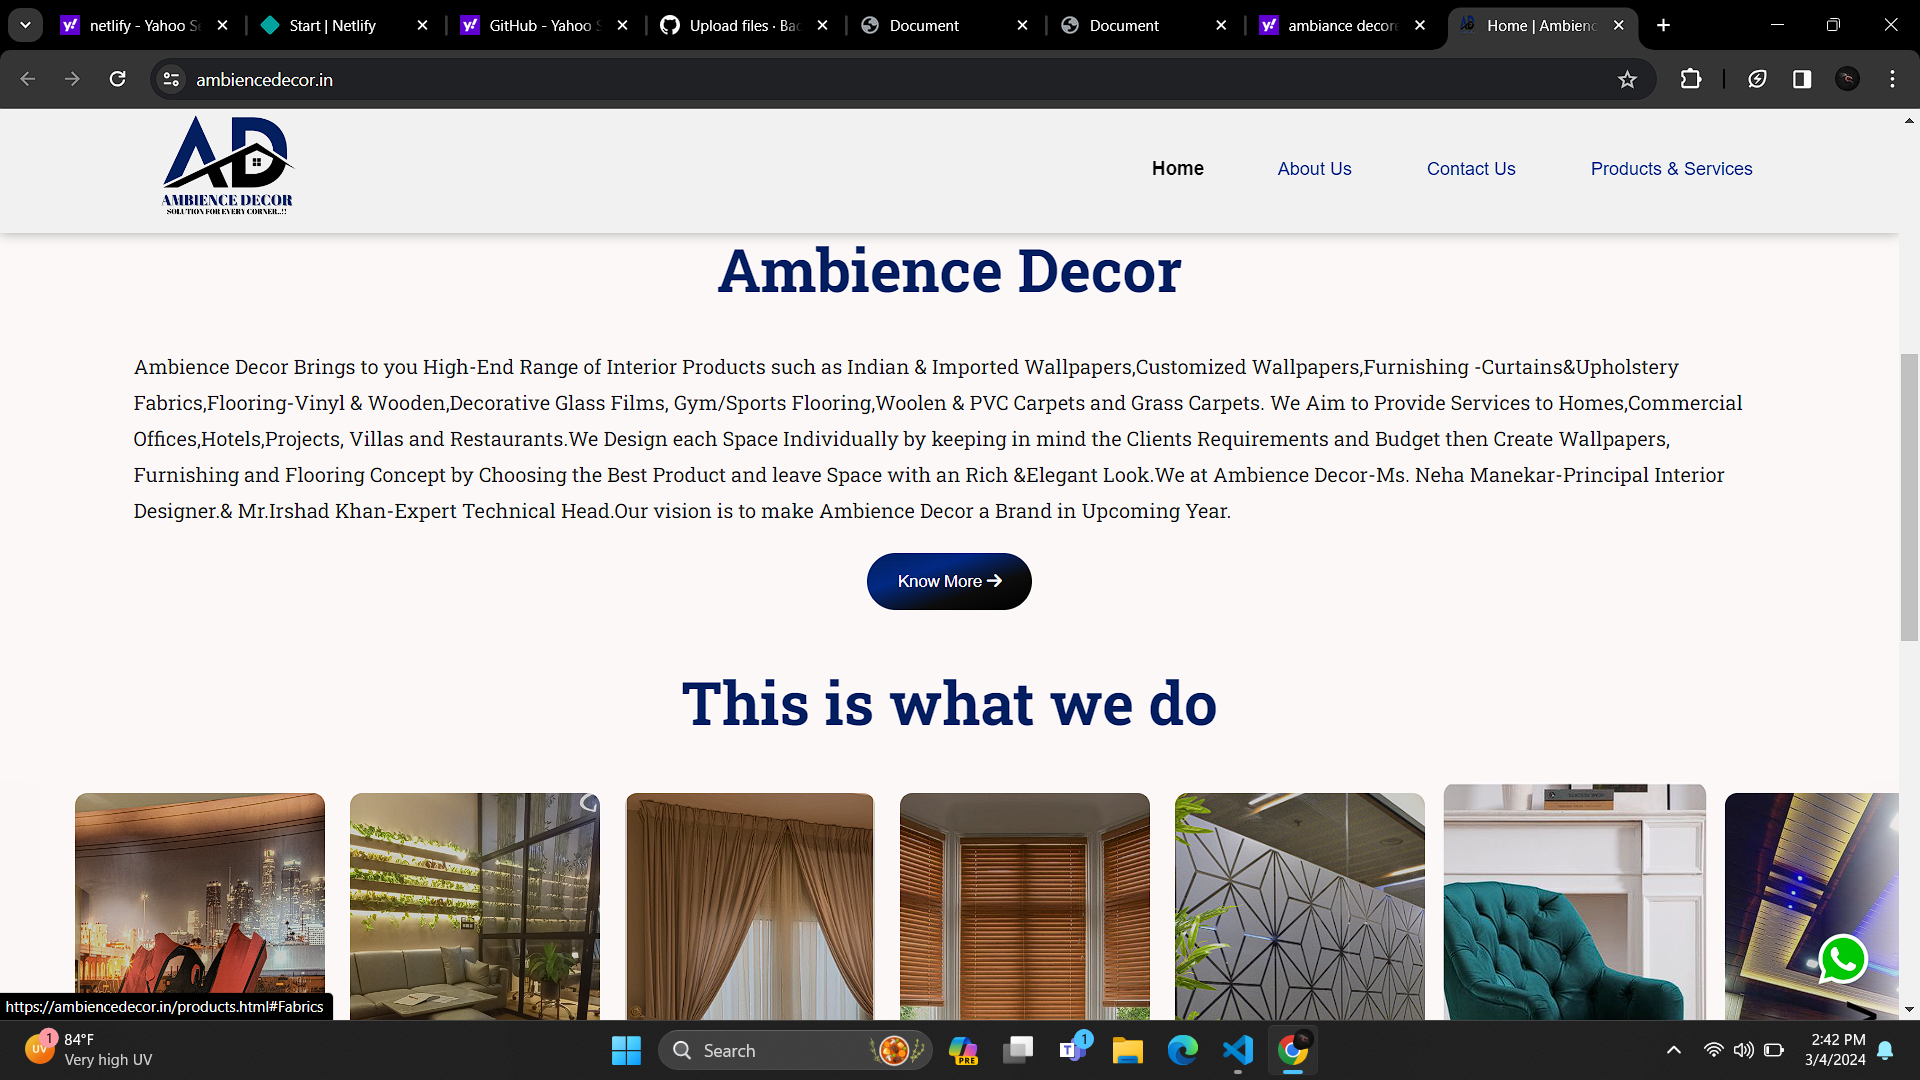 netlify - Yahoo Se
Start | Netlify
GitHub - Yahoo S
Upload files · Bac
Document
Document
ambiance decore
Home | Ambienc
ambiencedecor.in
AD
AMBIENCE DECOR
SOLUTION FOR EVERY CORNER..!!
Home
About Us
Contact Us
Products & Services
Ambience Decor
Ambience Decor Brings to you High-End Range of Interior Products such as Indian & Imported Wallpapers,Customized Wallpapers,Furnishing -Curtains&Upholstery
Fabrics,Flooring-Vinyl & Wooden,Decorative Glass Films, Gym/Sports Flooring,Woolen & PVC Carpets and Grass Carpets. We Aim to Provide Services to Homes,Commercial
Offices,Hotels,Projects, Villas and Restaurants.We Design each Space Individually by keeping in mind the Clients Requirements and Budget then Create Wallpapers,
Furnishing and Flooring Concept by Choosing the Best Product and leave Space with an Rich &Elegant Look.We at Ambience Decor-Ms. Neha Manekar-Principal Interior
Designer.& Mr.Irshad Khan-Expert Technical Head.Our vision is to make Ambience Decor a Brand in Upcoming Year.
Know More →
This is what we do
https://ambiencedecor.in/products.html#Fabrics
UV
1
84°F
Very high UV
Search
PRE
T
1
2:42 PM
3/4/2024